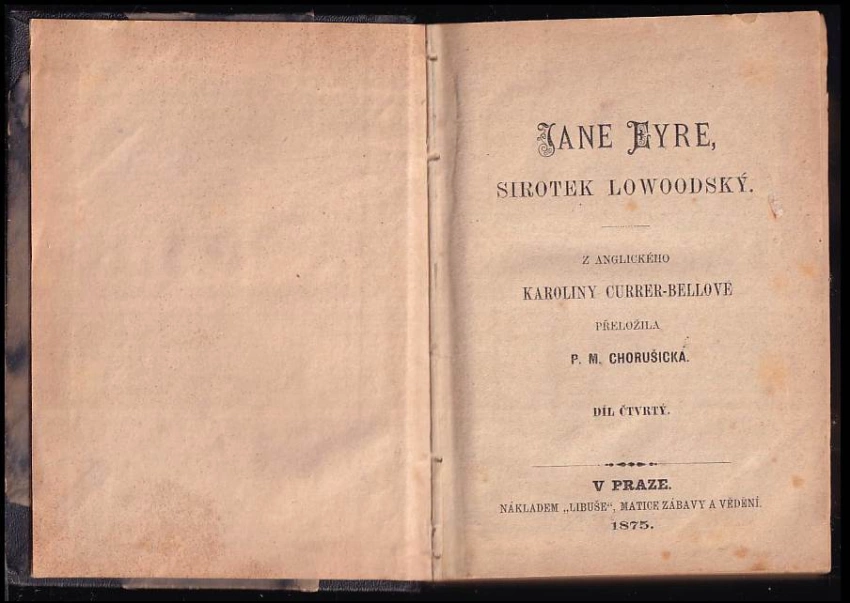 JANE EYRE,
SIROTEK LOWOODSKÝ.
Z ANGLICKÉHO
KAROLINY CURRER-BELLOVÉ
PŘELOŽILA
P. M. CHORUŠICKÁ.
DÍL ČTVRTÝ.
V PRAZE.
NÁKLADEM „LIBUŠE“, MATICE ZÁBAVY A VĚDĚNÍ.
1875.